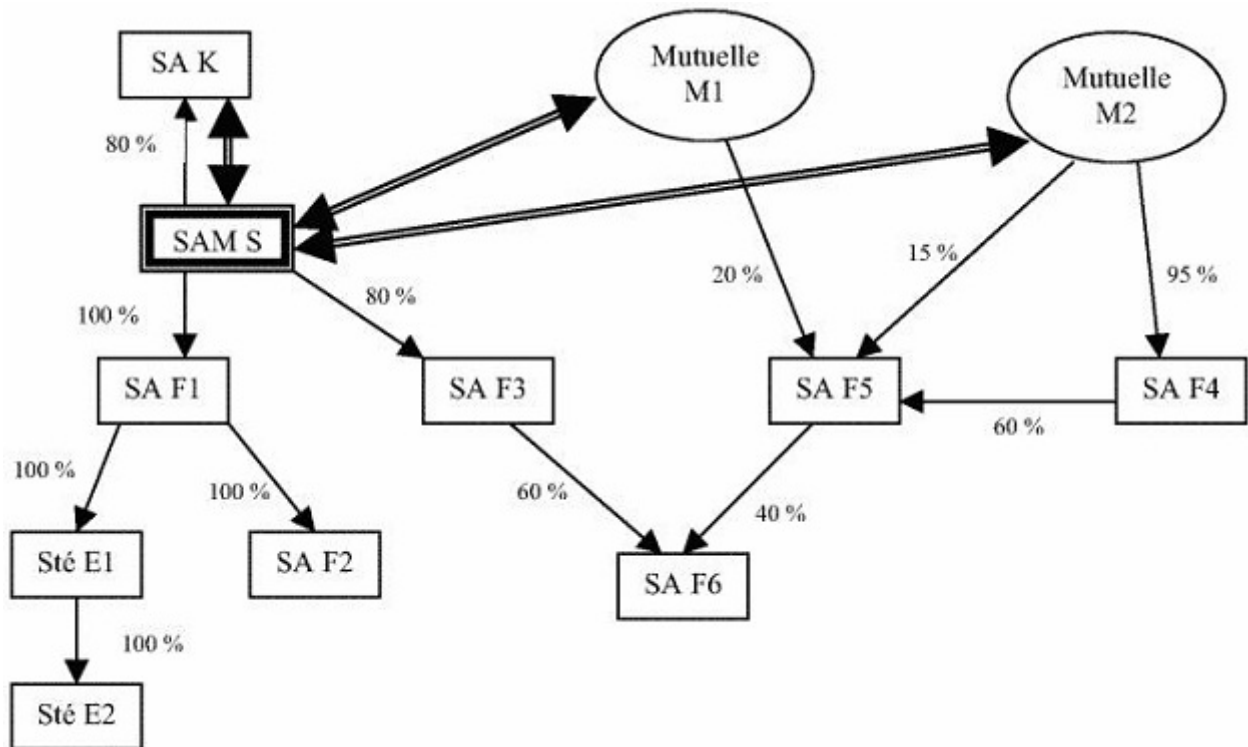 SA K
Mutuelle
M1
Mutuelle
M2
80 %
SAM S
20 %
15 %
95 %
80 %
100 %
SA F1
SA F3
SA F5
SA F4
60 %
100 %
100 %
60 %
40 %
Sté E1
SA F2
SA F6
100 %
Sté E2